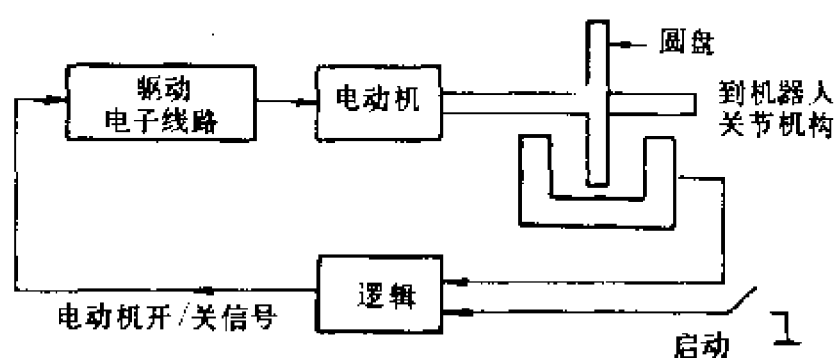 圆盘
驱动
电子线路
电动机
到机器人
关节机构
逻辑
电动机开/关信号
启动